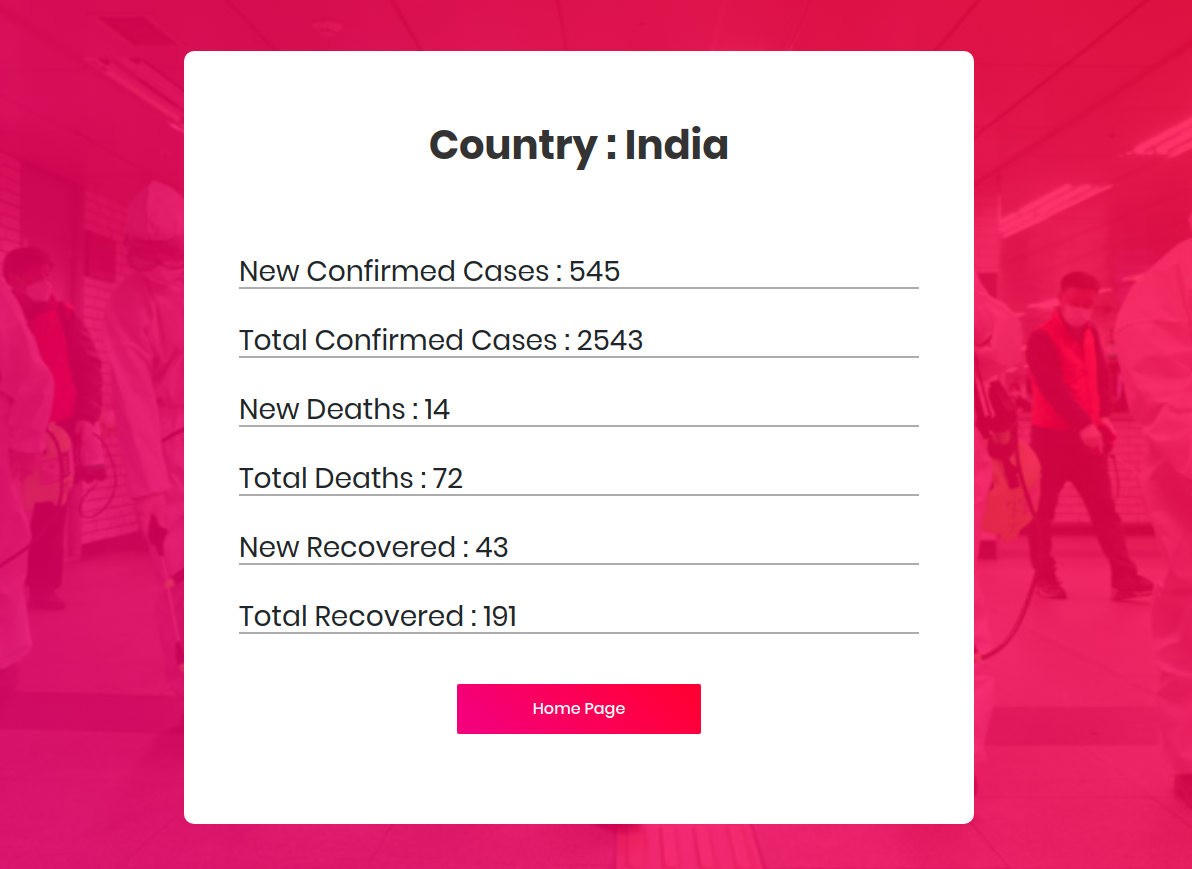 Country : India
New Confirmed Cases : 545
Total Confirmed Cases : 2543
New Deaths : 14
Total Deaths : 72
New Recovered : 43
Total Recovered : 191
Home Page